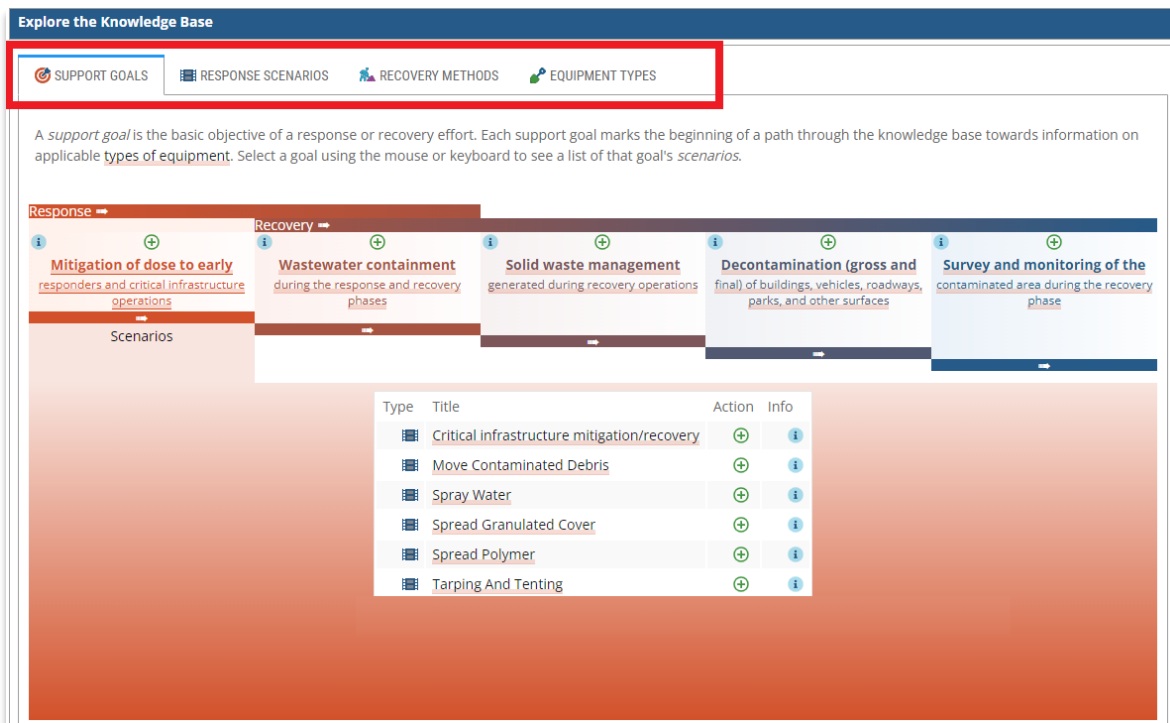 Explore the Knowledge Base
SUPPORT GOALS RESPONSE SCENARIOS RECOVERY METHODS EQUIPMENT TYPES
A support goal is the basic objective of a response or recovery effort. Each support goal marks the beginning of a path through the knowledge base towards information on
applicable types of equipment. Select a goal using the mouse or keyboard to see a list of that goal's scenarios.
Response ➡
Recovery ➡
Mitigation of dose to early
responders and critical infrastructure
operations
Wastewater containment
during the response and recovery
phases
Solid waste management
generated during recovery operations
Decontamination (gross and
final) of buildings, vehicles, roadways,
parks, and other surfaces
Survey and monitoring of the
contaminated area during the recovery
phase
Scenarios
Type Title Action Info
Critical infrastructure mitigation/recovery
Move Contaminated Debris
Spray Water
Spread Granulated Cover
Spread Polymer
Tarping And Tenting